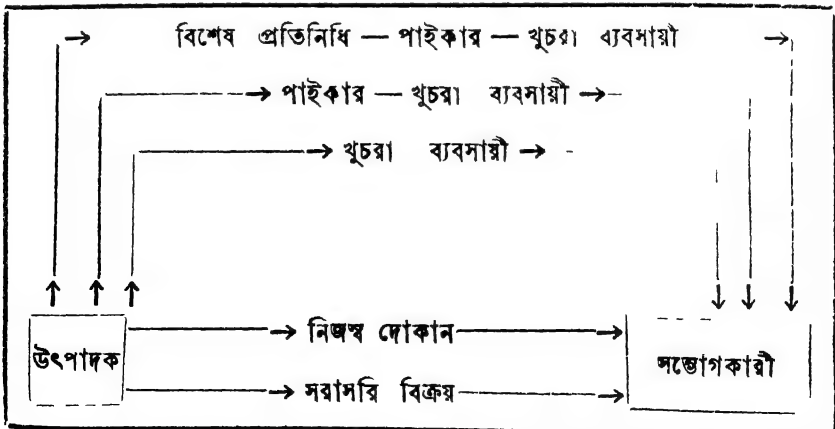 বিশেষ প্রতিনিধি — পাইকার — খুচরা ব্যবসায়ী
পাইকার — খুচরা ব্যবসায়ী
খুচরা ব্যবসায়ী
নিজস্ব দোকান
উৎপাদক
সম্ভোগকারী
সরাসরি বিক্রয়